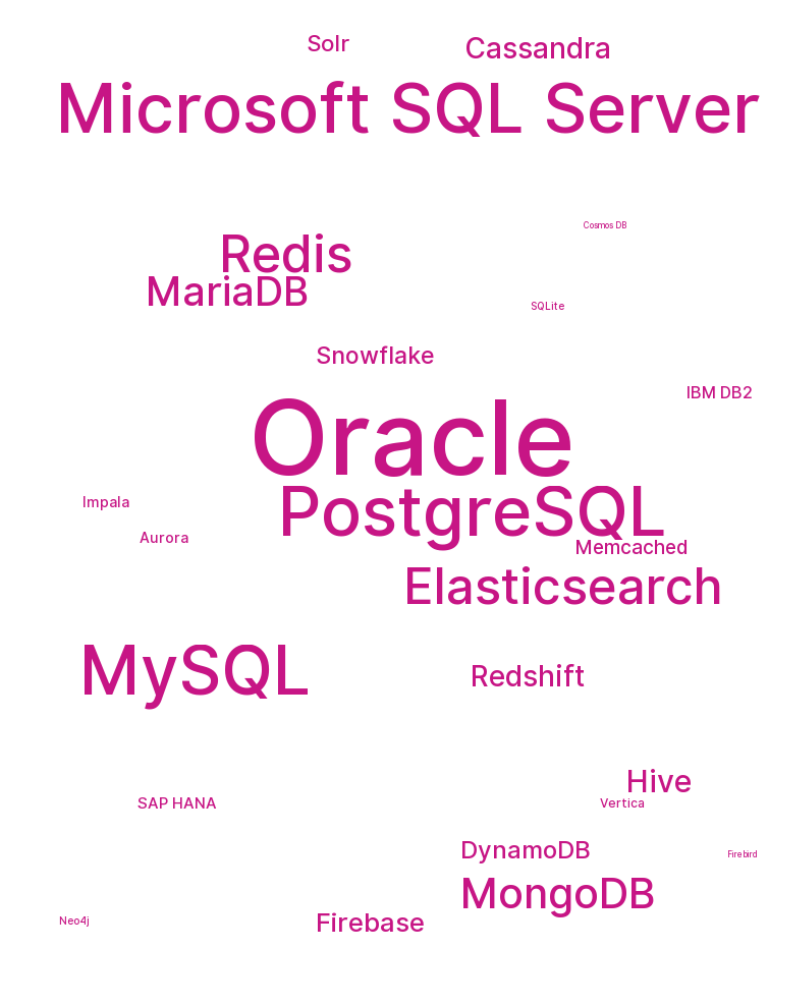 Solr
Cassandra
Microsoft SQL Server
Cosmos DB
Redis
MariaDB
SQLite
Snowflake
IBM DB2
Oracle
Impala
PostgreSQL
Aurora
Memcached
Elasticsearch
MySQL
Redshift
Hive
SAP HANA
Vertica
DynamoDB
Firebird
MongoDB
Neo4j
Firebase